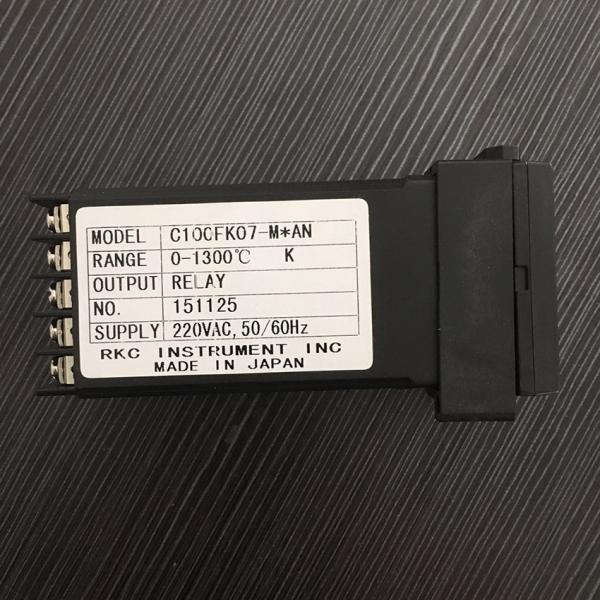 MODEL C100FK07-M*AN
RANGE 0-1300℃ K
OUTPUT RELAY
NO. 151125
SUPPLY 220VAC, 50/60Hz
RKC INSTRUMENT INC
MADE IN JAPAN